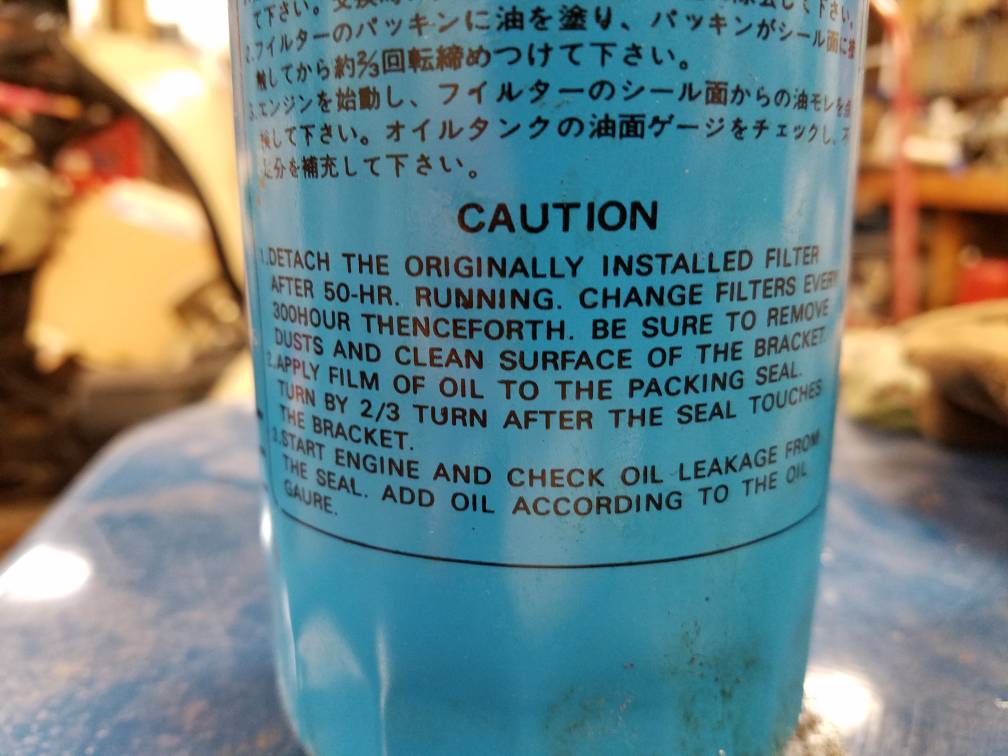 て下さい。
2.フィルターのパッキンに油を塗り、パッキンがシール面に接
触してから約⅔回転締めつけて下さい。
3.エンジンを始動し、フイルターのシール面からの油モレを
して下さい。オイルタンクの油面ゲージをチェックし、
分を補充して下さい。
CAUTION
1.DETACH THE ORIGINALLY INSTALLED FILTER
AFTER 50-HR. RUNNING. CHANGE FILTERS EVERY
300HOUR THENCEFORTH. BE SURE TO REMOVE
DUSTS AND CLEAN SURFACE OF THE BRACKET.
2.APPLY FILM OF OIL TO THE PACKING SEAL.
TURN BY 2/3 TURN AFTER THE SEAL TOUCHES
THE BRACKET.
3.START ENGINE AND CHECK OIL LEAKAGE FROM
THE SEAL. ADD OIL ACCORDING TO THE OIL
GAURE.